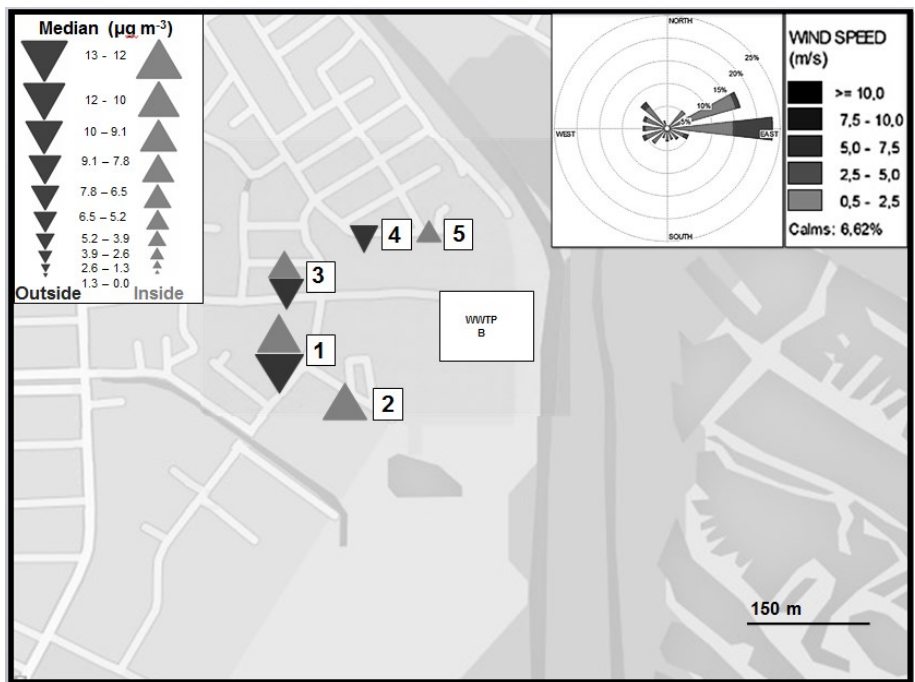 Median (µg m-3)
13 – 12
12 – 10
10 – 9.1
9.1 – 7.8
7.8 – 6.5
6.5 – 5.2
5.2 – 3.9
3.9 – 2.6
2.6 – 1.3
1.3 – 0.0
Outside Inside
NORTH
25%
20%
15%
10%
5%
WEST
EAST
SOUTH
WIND SPEED
(m/s)
>= 10,0
7,5 - 10,0
5,0 - 7,5
2,5 - 5,0
0,5 - 2,5
Calms: 6,62%
4
5
3
WWTP
B
1
2
150 m